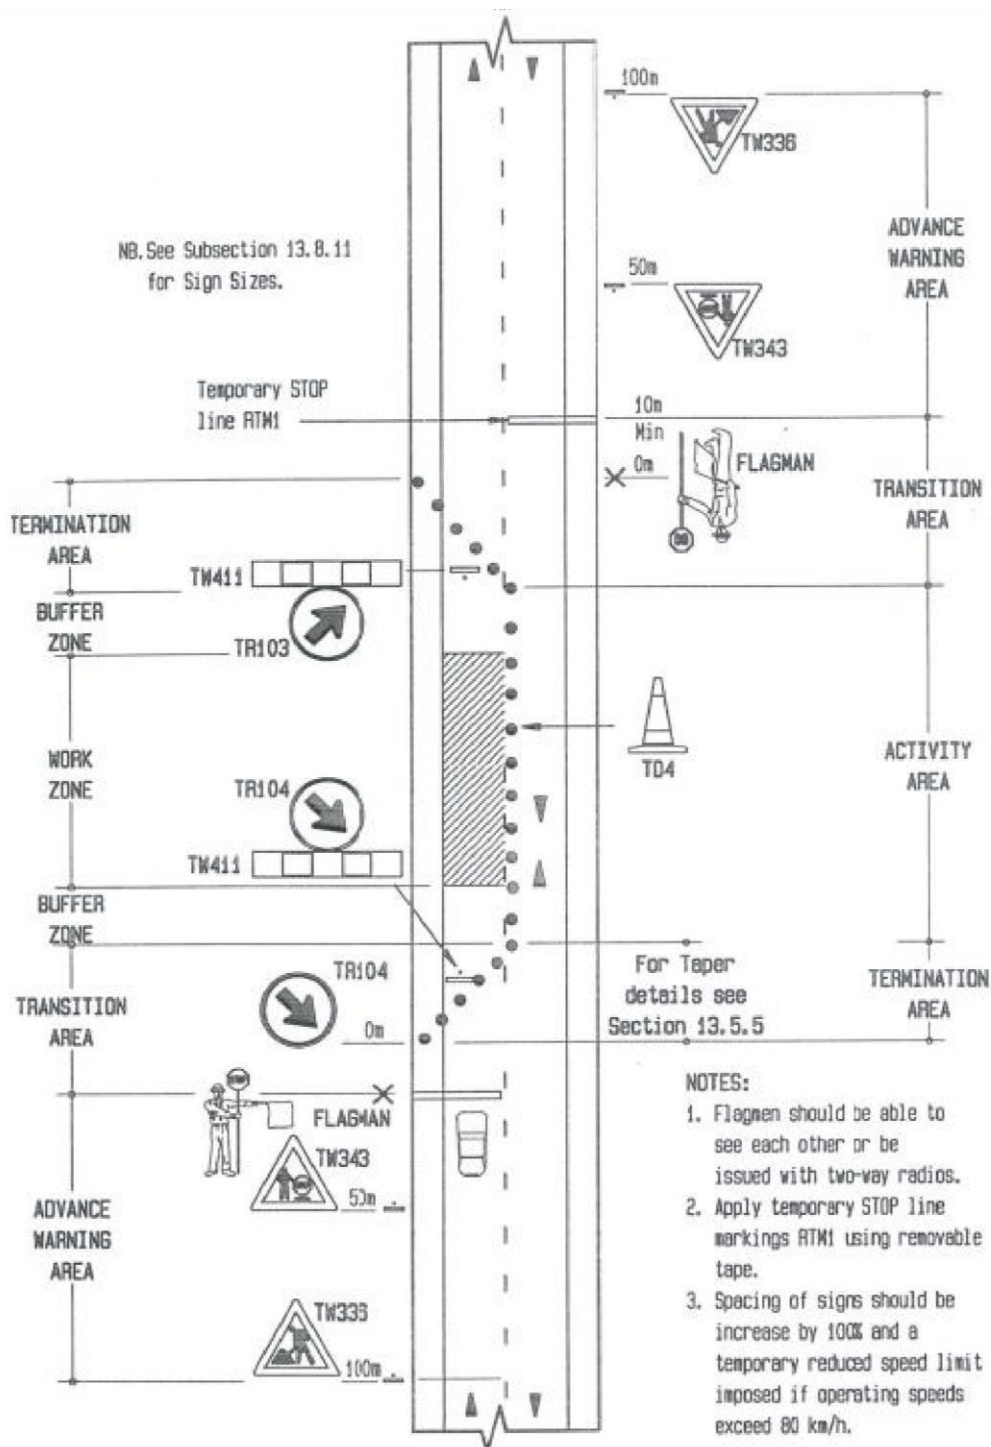 100m
TW336
ADVANCE
WARNING
AREA
NB.See Subsection 13.8.11
for Sign Sizes.
50m
TW343
Temporary STOP
line RTM1
10m
Min
0m
FLAGMAN
GO
TRANSITION
AREA
TERMINATION
AREA
TW411
BUFFER
ZONE
TR103
WORK
ZONE
TD4
ACTIVITY
AREA
TR104
TW411
BUFFER
ZONE
For Taper
details see
Section 13.5.5
TERMINATION
AREA
TR104
TRANSITION
AREA
0m
STOP
FLAGMAN
TW343
50m
ADVANCE
WARNING
AREA
TW336
100m
NOTES:
1. Flagmen should be able to
see each other or be
issued with two-way radios.
2. Apply temporary STOP line
markings RTM1 using removable
tape.
3. Spacing of signs should be
increase by 100% and a
temporary reduced speed limit
imposed if operating speeds
exceed 80 km/h.